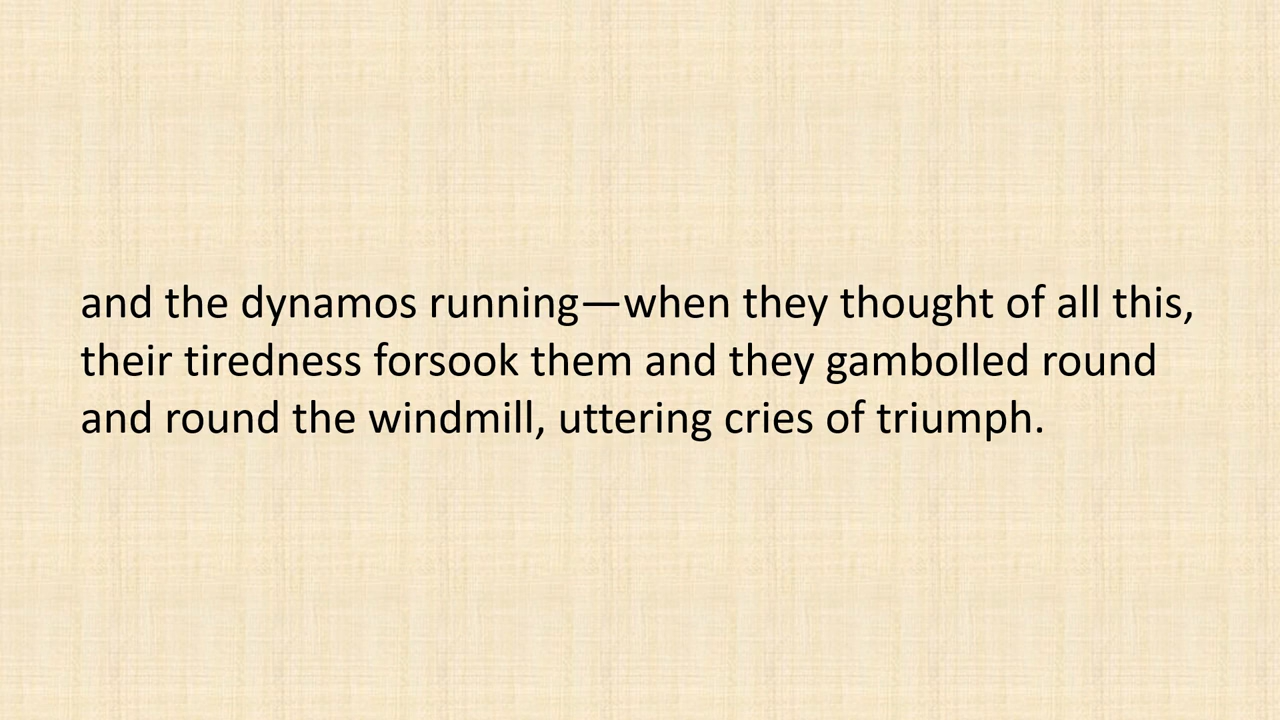 and the dynamos running—when they thought of all this,
their tiredness forsook them and they gambolled round
and round the windmill, uttering cries of triumph.